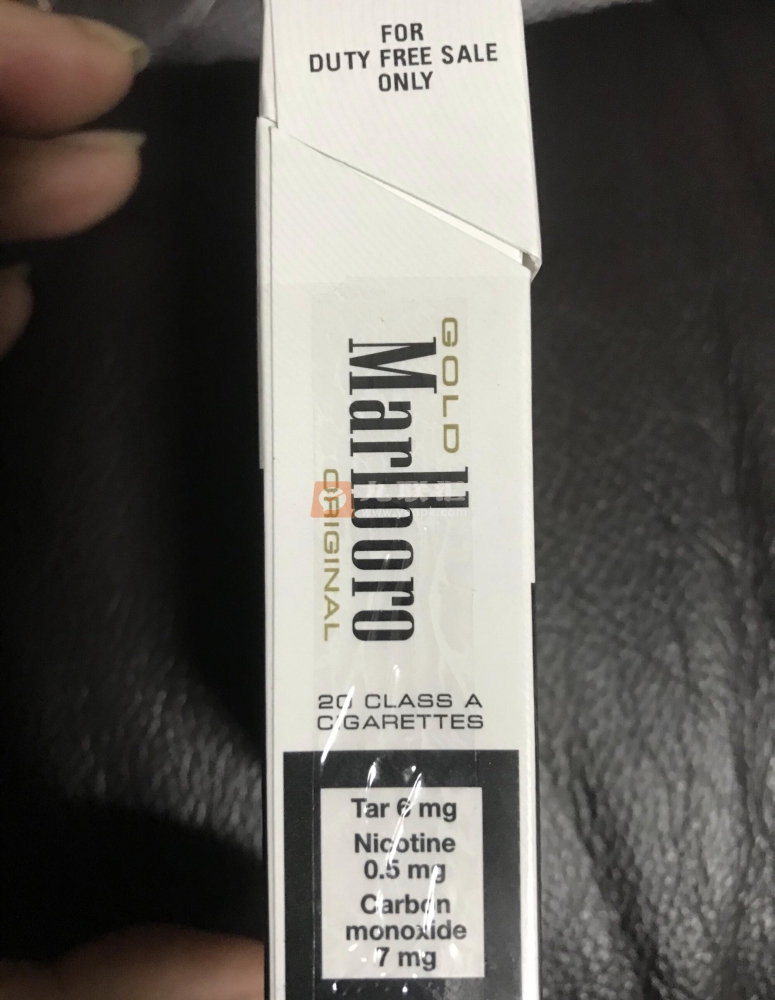 FOR
DUTY FREE SALE
ONLY
GOLD
Marlboro
ORIGINAL
20 CLASS A
CIGARETTES
Tar 6 mg
Nicotine
0.5 mg
Carbon
monoxide
7 mg